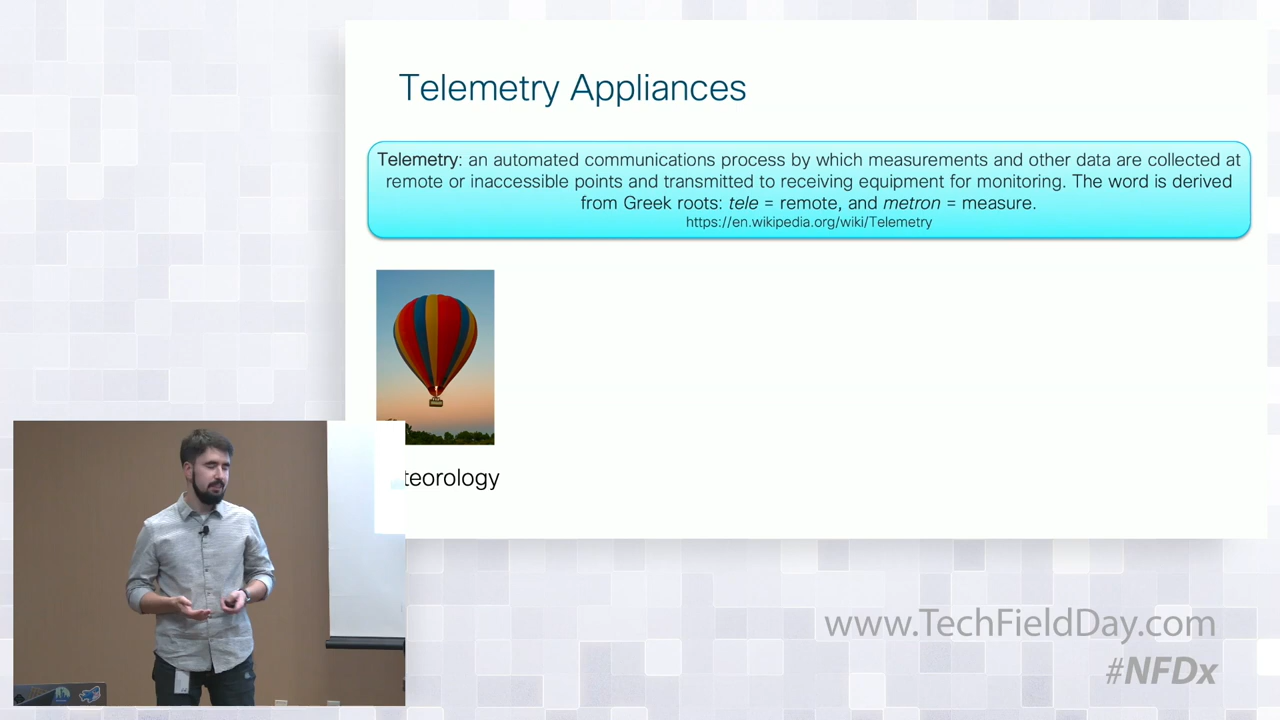 Telemetry Appliances
Telemetry: an automated communications process by which measurements and other data are collected at
remote or inaccessible points and transmitted to receiving equipment for monitoring. The word is derived
from Greek roots: tele = remote, and metron = measure.
https://en.wikipedia.org/wiki/Telemetry
teorology
www.TechFieldDay.com
#NFDx